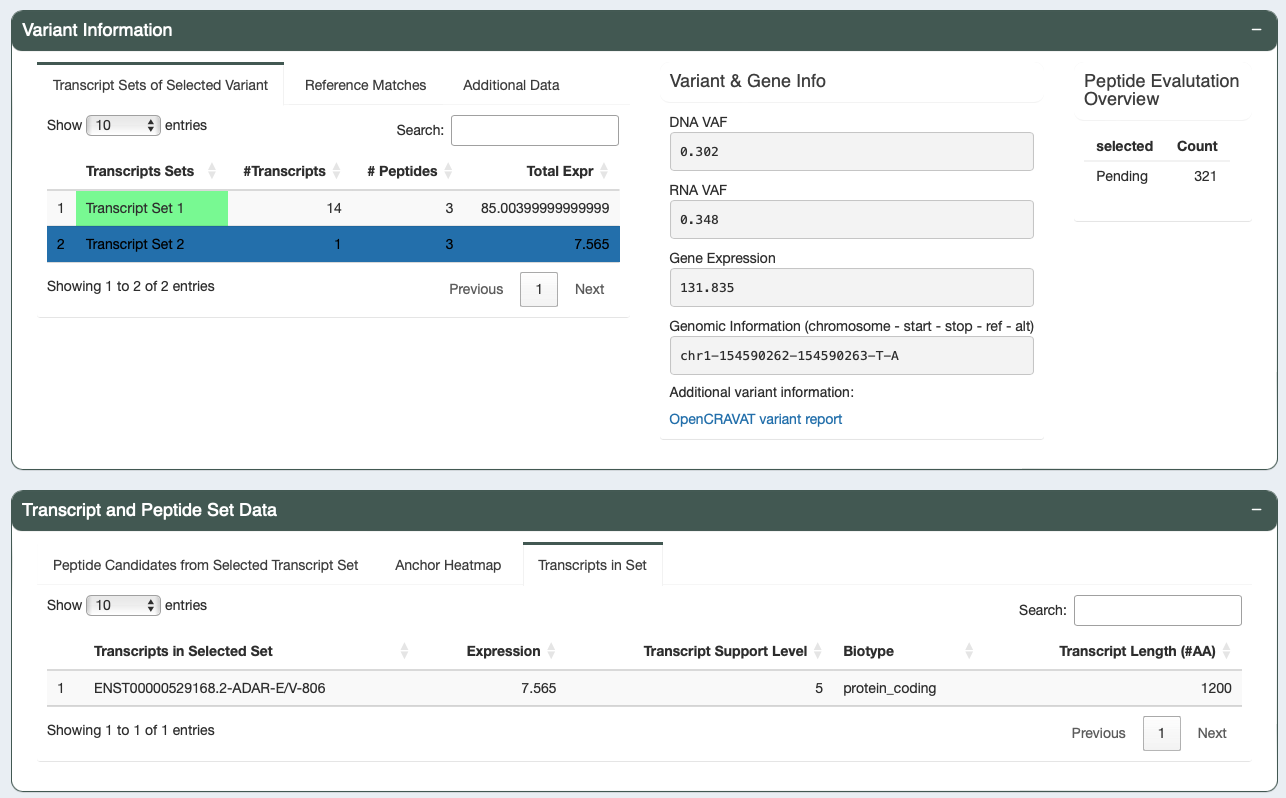 Variant Information
−
Transcript Sets of Selected Variant
Reference Matches
Additional Data
Show 10 entries
Search:
Transcripts Sets #Transcripts # Peptides Total Expr
1 Transcript Set 1 14 3 85.00399999999999
2 Transcript Set 2 1 3 7.565
Showing 1 to 2 of 2 entries
Previous 1 Next
Variant & Gene Info
DNA VAF
0.302
RNA VAF
0.348
Gene Expression
131.835
Genomic Information (chromosome - start - stop - ref - alt)
chr1-154590262-154590263-T-A
Additional variant information:
OpenCRAVAT variant report
Peptide Evalutation
Overview
selected Count
Pending 321
Transcript and Peptide Set Data
−
Peptide Candidates from Selected Transcript Set
Anchor Heatmap
Transcripts in Set
Show 10 entries
Search:
Transcripts in Selected Set Expression Transcript Support Level Biotype Transcript Length (#AA)
1 ENST00000529168.2-ADAR-E/V-806 7.565 5 protein_coding 1200
Showing 1 to 1 of 1 entries
Previous 1 Next